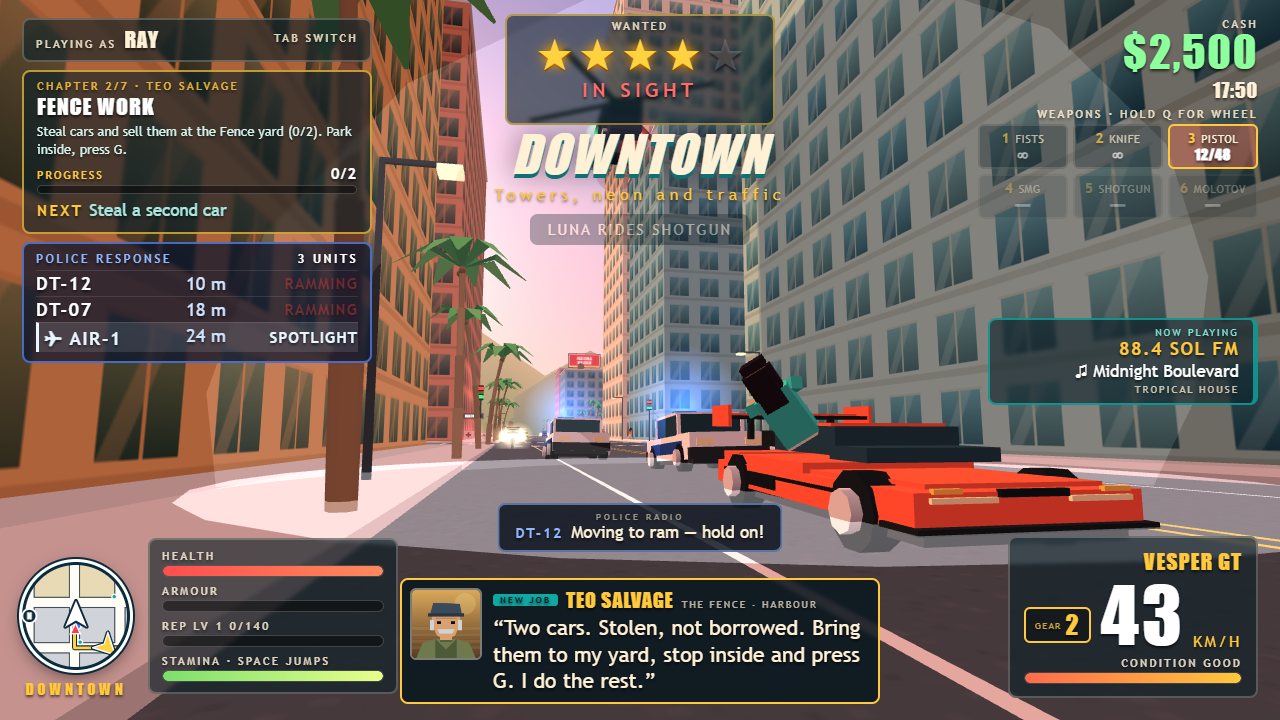 PLAYING AS RAY TAB SWITCH
CHAPTER 2/7 · TEO SALVAGE
FENCE WORK
Steal cars and sell them at the Fence yard (0/2). Park
inside, press G.
PROGRESS 0/2
NEXT Steal a second car
POLICE RESPONSE 3 UNITS
DT-12 10 m RAMMING
DT-07 18 m RAMMING
AIR-1 24 m SPOTLIGHT
WANTED
IN SIGHT
DOWNTOWN
Towers, neon and traffic
LUNA RIDES SHOTGUN
CASH
$2,500
17:50
WEAPONS · HOLD Q FOR WHEEL
1 FISTS ∞
2 KNIFE ∞
3 PISTOL 12/48
4 SMG —
5 SHOTGUN —
6 MOLOTOV —
NOW PLAYING
88.4 SOL FM
♫ Midnight Boulevard
TROPICAL HOUSE
POLICE RADIO
DT-12 Moving to ram — hold on!
HEALTH
ARMOUR
REP LV 1 0/140
STAMINA · SPACE JUMPS
DOWNTOWN
NEW JOB TEO SALVAGE THE FENCE · HARBOUR
“Two cars. Stolen, not borrowed. Bring
them to my yard, stop inside and press
G. I do the rest.”
VESPER GT
GEAR 2 43 KM/H
CONDITION GOOD